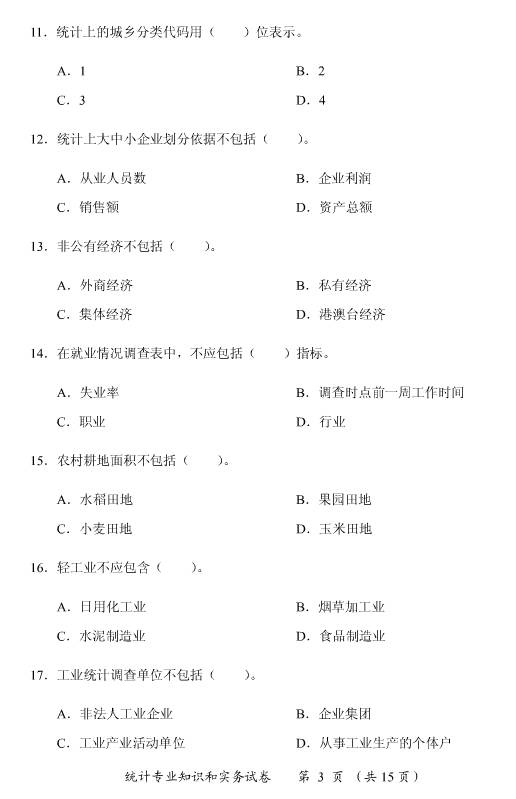 11．统计上的城乡分类代码用（　　）位表示。
A．1　　B．2
C．3　　D．4
12．统计上大中小企业划分依据不包括（　　）。
A．从业人员数　　B．企业利润
C．销售额　　D．资产总额
13．非公有经济不包括（　　）。
A．外商经济　　B．私有经济
C．集体经济　　D．港澳台经济
14．在就业情况调查表中，不应包括（　　）指标。
A．失业率　　B．调查时点前一周工作时间
C．职业　　D．行业
15．农村耕地面积不包括（　　）。
A．水稻田地　　B．果园田地
C．小麦田地　　D．玉米田地
16．轻工业不应包含（　　）。
A．日用化工业　　B．烟草加工业
C．水泥制造业　　D．食品制造业
17．工业统计调查单位不包括（　　）。
A．非法人工业企业　　B．企业集团
C．工业产业活动单位　　D．从事工业生产的个体户
统计专业知识和实务试卷　　第 3 页 （共 15 页）